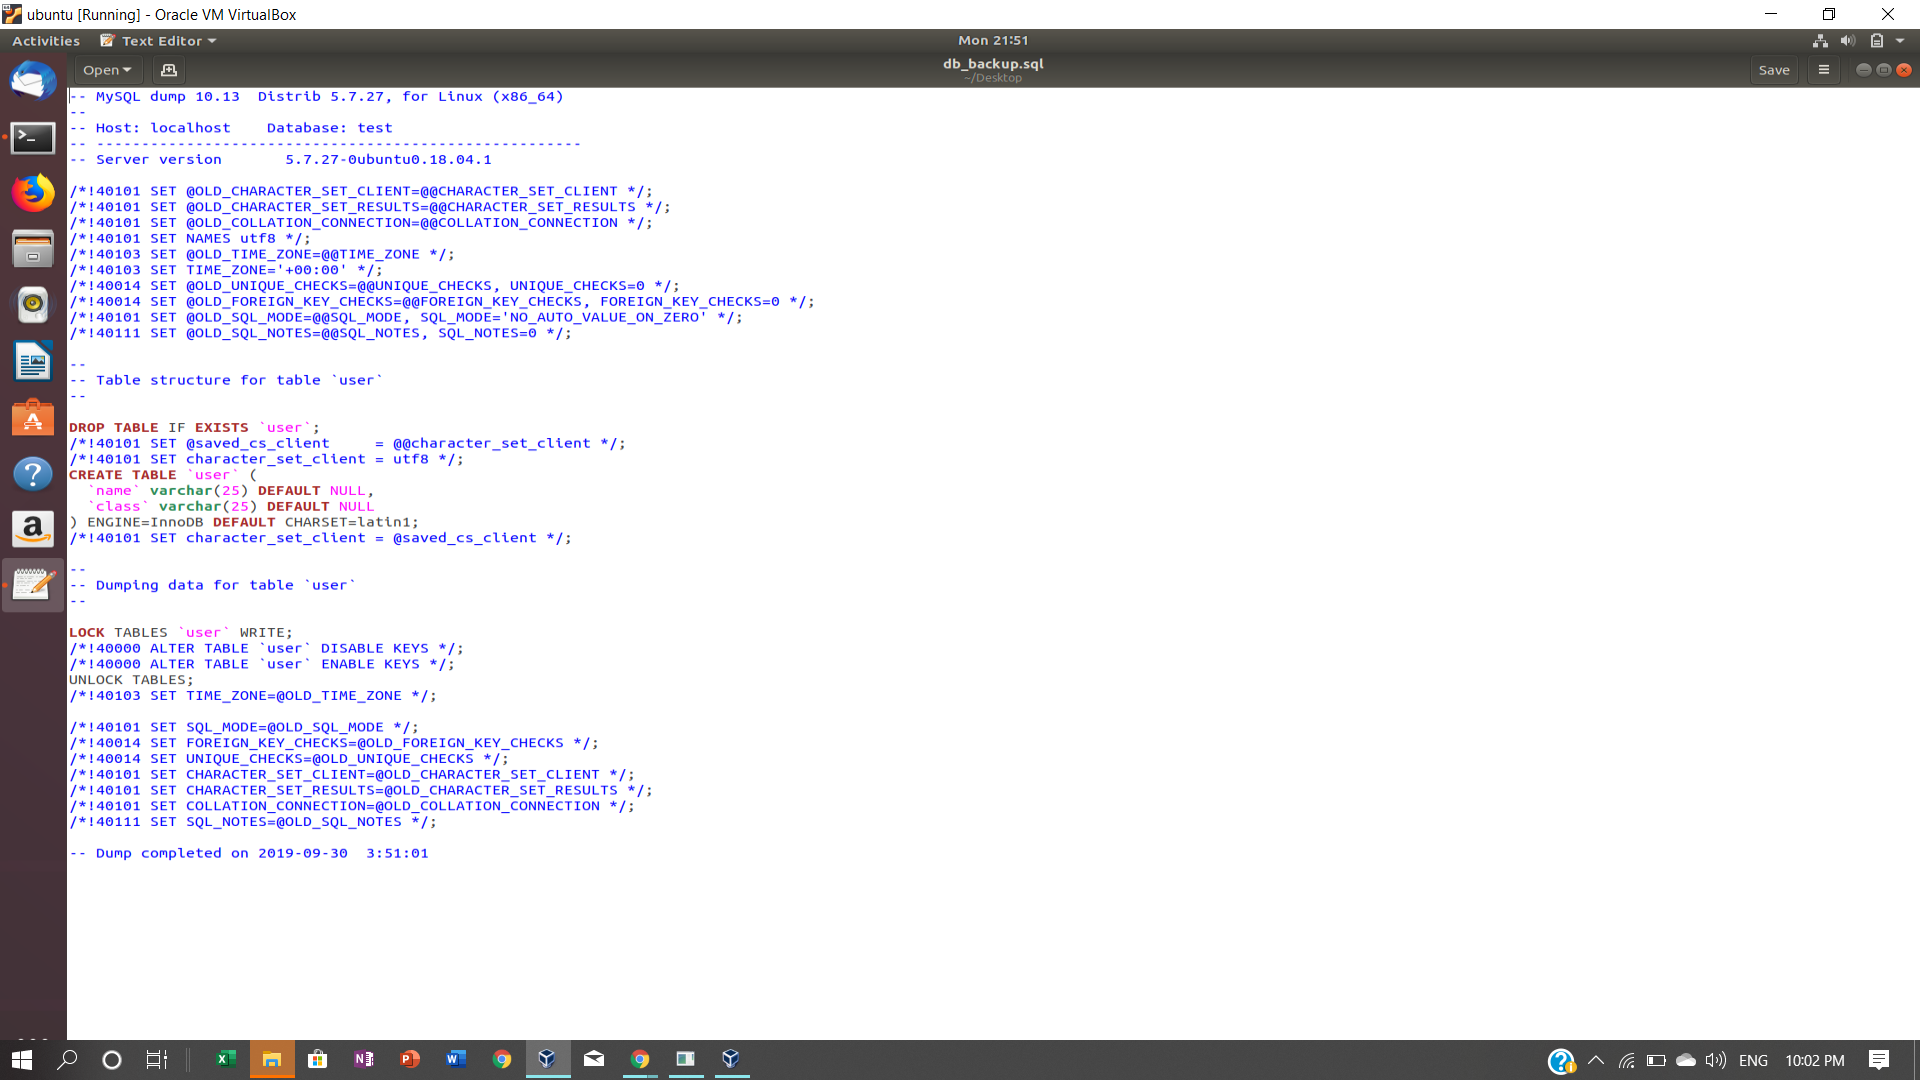 ubuntu [Running] - Oracle VM VirtualBox
Activities Text Editor Mon 21:51
Open db_backup.sql Save
~/Desktop
-- MySQL dump 10.13  Distrib 5.7.27, for Linux (x86_64)
--
-- Host: localhost    Database: test
-- ------------------------------------------------------
-- Server version	5.7.27-0ubuntu0.18.04.1
/*!40101 SET @OLD_CHARACTER_SET_CLIENT=@@CHARACTER_SET_CLIENT */;
/*!40101 SET @OLD_CHARACTER_SET_RESULTS=@@CHARACTER_SET_RESULTS */;
/*!40101 SET @OLD_COLLATION_CONNECTION=@@COLLATION_CONNECTION */;
/*!40101 SET NAMES utf8 */;
/*!40103 SET @OLD_TIME_ZONE=@@TIME_ZONE */;
/*!40103 SET TIME_ZONE='+00:00' */;
/*!40014 SET @OLD_UNIQUE_CHECKS=@@UNIQUE_CHECKS, UNIQUE_CHECKS=0 */;
/*!40014 SET @OLD_FOREIGN_KEY_CHECKS=@@FOREIGN_KEY_CHECKS, FOREIGN_KEY_CHECKS=0 */;
/*!40101 SET @OLD_SQL_MODE=@@SQL_MODE, SQL_MODE='NO_AUTO_VALUE_ON_ZERO' */;
/*!40111 SET @OLD_SQL_NOTES=@@SQL_NOTES, SQL_NOTES=0 */;
--
-- Table structure for table `user`
--
DROP TABLE IF EXISTS `user`;
/*!40101 SET @saved_cs_client     = @@character_set_client */;
/*!40101 SET character_set_client = utf8 */;
CREATE TABLE `user` (
  `name` varchar(25) DEFAULT NULL,
  `class` varchar(25) DEFAULT NULL
) ENGINE=InnoDB DEFAULT CHARSET=latin1;
/*!40101 SET character_set_client = @saved_cs_client */;
--
-- Dumping data for table `user`
--
LOCK TABLES `user` WRITE;
/*!40000 ALTER TABLE `user` DISABLE KEYS */;
/*!40000 ALTER TABLE `user` ENABLE KEYS */;
UNLOCK TABLES;
/*!40103 SET TIME_ZONE=@OLD_TIME_ZONE */;
/*!40101 SET SQL_MODE=@OLD_SQL_MODE */;
/*!40014 SET FOREIGN_KEY_CHECKS=@OLD_FOREIGN_KEY_CHECKS */;
/*!40014 SET UNIQUE_CHECKS=@OLD_UNIQUE_CHECKS */;
/*!40101 SET CHARACTER_SET_CLIENT=@OLD_CHARACTER_SET_CLIENT */;
/*!40101 SET CHARACTER_SET_RESULTS=@OLD_CHARACTER_SET_RESULTS */;
/*!40101 SET COLLATION_CONNECTION=@OLD_COLLATION_CONNECTION */;
/*!40111 SET SQL_NOTES=@OLD_SQL_NOTES */;
-- Dump completed on 2019-09-30  3:51:01
ENG 10:02 PM